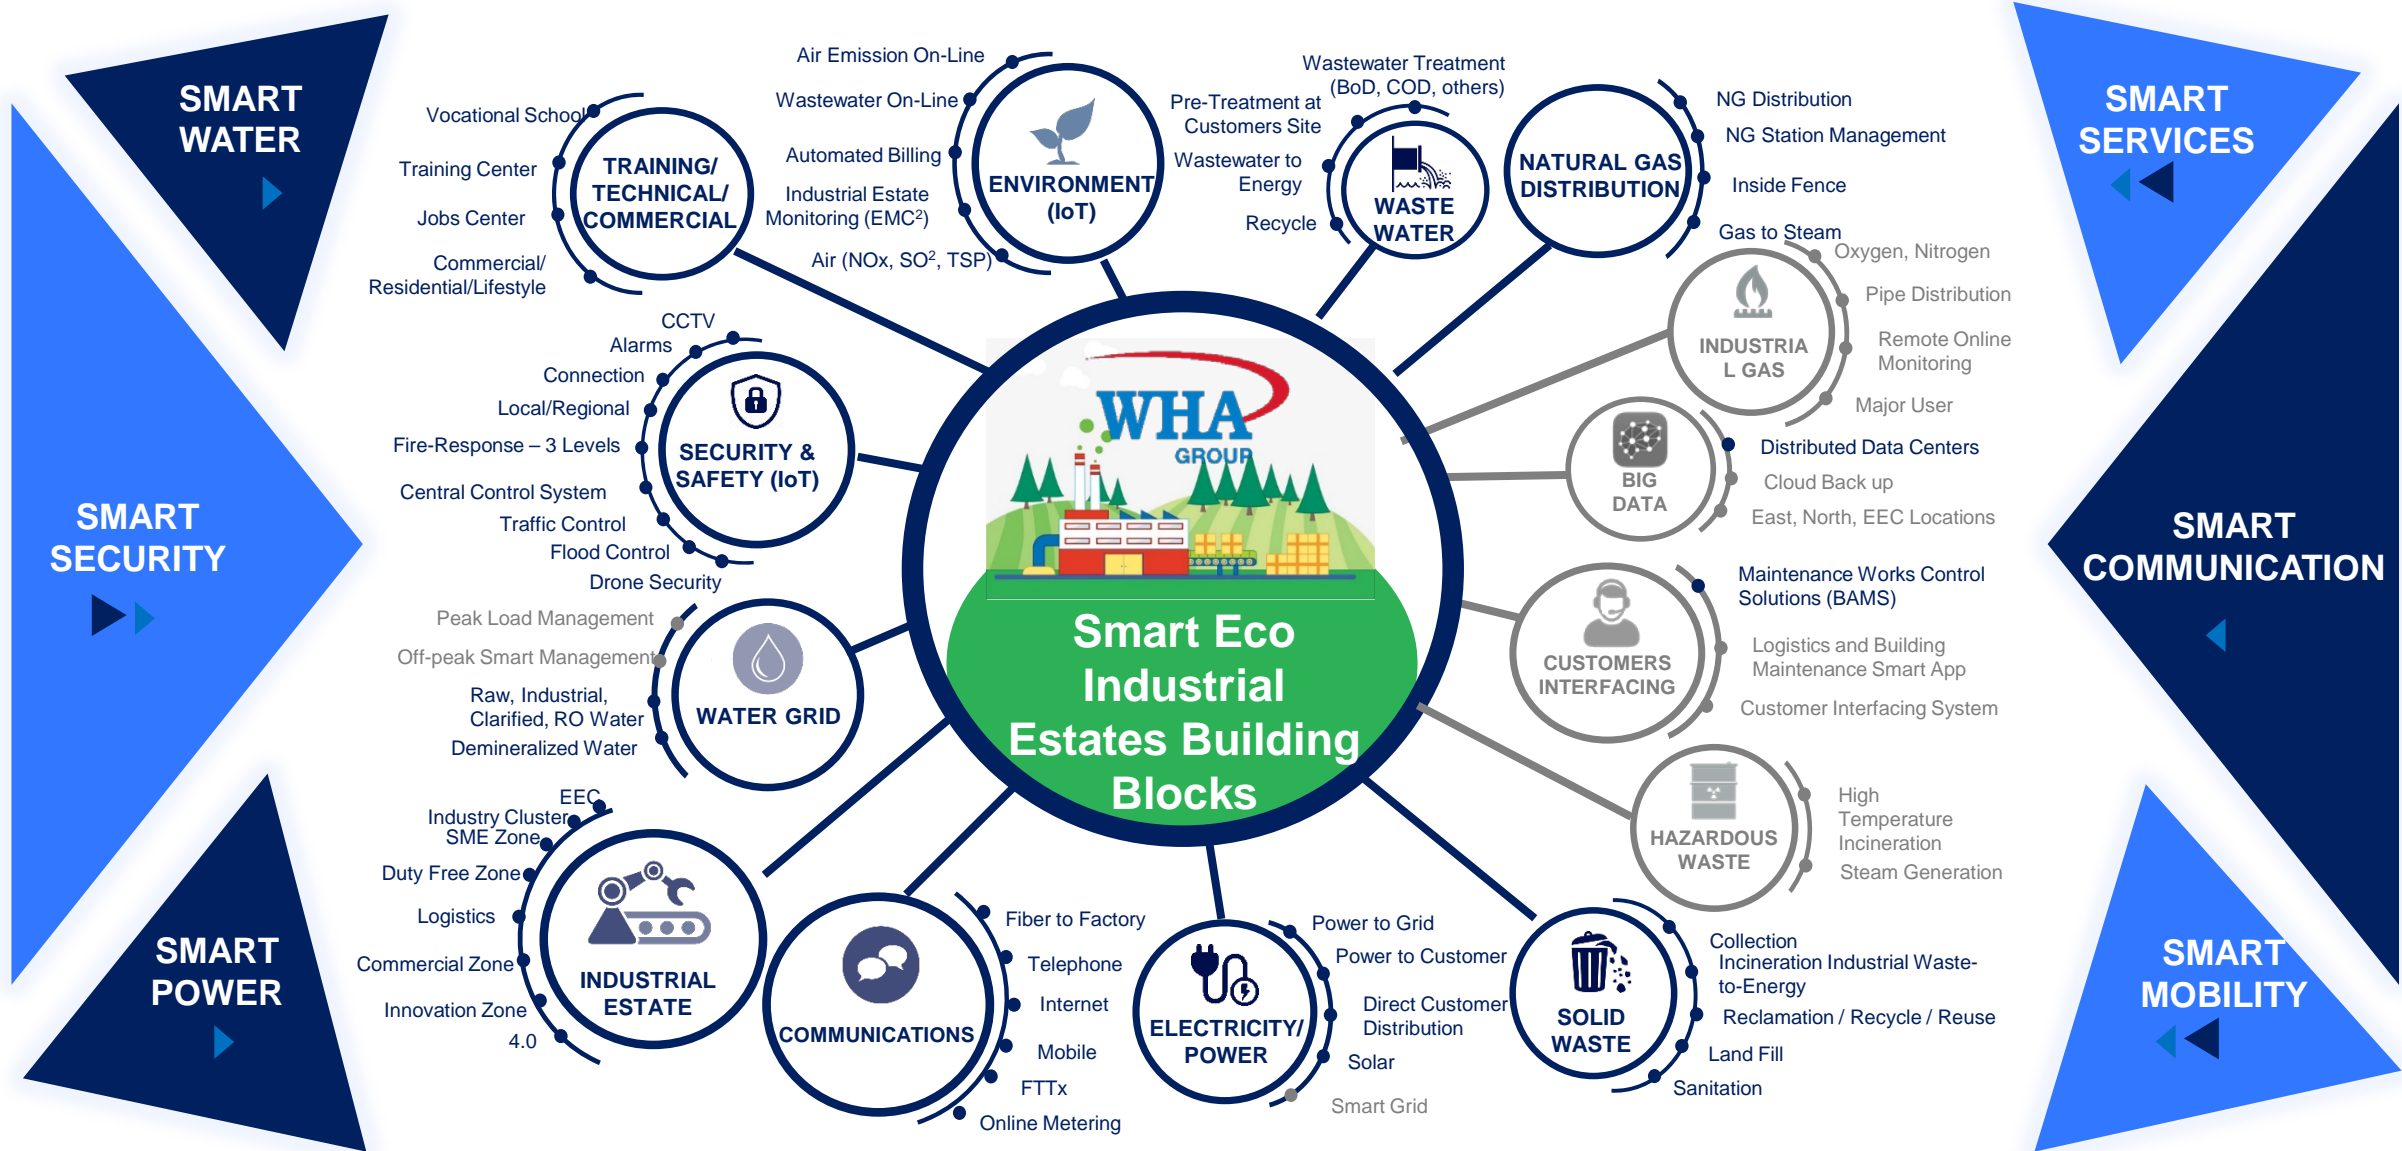 SMART
WATER
SMART
SECURITY
SMART
POWER
Vocational School
Training Center
Jobs Center
Commercial/
Residential/Lifestyle
TRAINING/
TECHNICAL/
COMMERCIAL
Air Emission On-Line
Wastewater On-Line
Automated Billing
Industrial Estate
Monitoring (EMC²)
Air (NOx, SO², TSP)
ENVIRONMENT
(IoT)
Wastewater Treatment
(BoD, COD, others)
Pre-Treatment at
Customers Site
Wastewater to
Energy
Recycle
WASTE
WATER
NATURAL GAS
DISTRIBUTION
NG Distribution
NG Station Management
Inside Fence
Gas to Steam
CCTV
Alarms
Connection
Local/Regional
Fire-Response – 3 Levels
Central Control System
Traffic Control
Flood Control
Drone Security
SECURITY &
SAFETY (IoT)
Peak Load Management
Off-peak Smart Management
Raw, Industrial,
Clarified, RO Water
Demineralized Water
WATER GRID
EEC
Industry Cluster
SME Zone
Duty Free Zone
Logistics
Commercial Zone
Innovation Zone
4.0
INDUSTRIAL
ESTATE
WHA
GROUP
Smart Eco
Industrial
Estates Building
Blocks
INDUSTRIA
L GAS
Oxygen, Nitrogen
Pipe Distribution
Remote Online
Monitoring
Major User
BIG
DATA
Distributed Data Centers
Cloud Back up
East, North, EEC Locations
CUSTOMERS
INTERFACING
Maintenance Works Control
Solutions (BAMS)
Logistics and Building
Maintenance Smart App
Customer Interfacing System
HAZARDOUS
WASTE
High
Temperature
Incineration
Steam Generation
COMMUNICATIONS
Fiber to Factory
Telephone
Internet
Mobile
FTTx
Online Metering
ELECTRICITY/
POWER
Power to Grid
Power to Customer
Direct Customer
Distribution
Solar
Smart Grid
SOLID
WASTE
Collection
Incineration Industrial Waste-
to-Energy
Reclamation / Recycle / Reuse
Land Fill
Sanitation
SMART
SERVICES
SMART
COMMUNICATION
SMART
MOBILITY